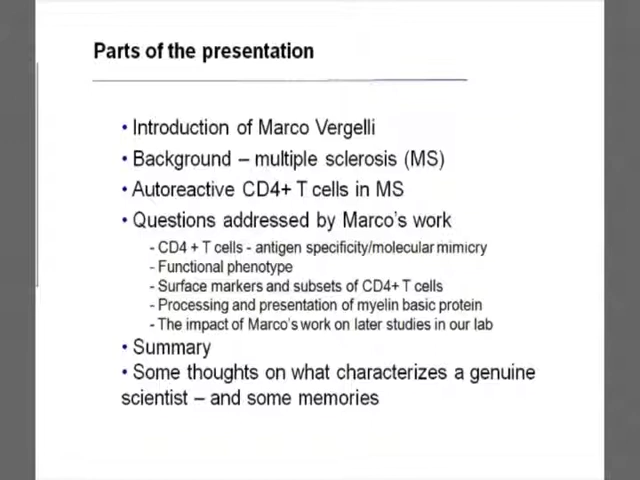 Parts of the presentation
• Introduction of Marco Vergelli
• Background – multiple sclerosis (MS)
• Autoreactive CD4+ T cells in MS
• Questions addressed by Marco's work
- CD4 + T cells - antigen specificity/molecular mimicry
- Functional phenotype
- Surface markers and subsets of CD4+ T cells
- Processing and presentation of myelin basic protein
- The impact of Marco's work on later studies in our lab
• Summary
• Some thoughts on what characterizes a genuine
scientist – and some memories